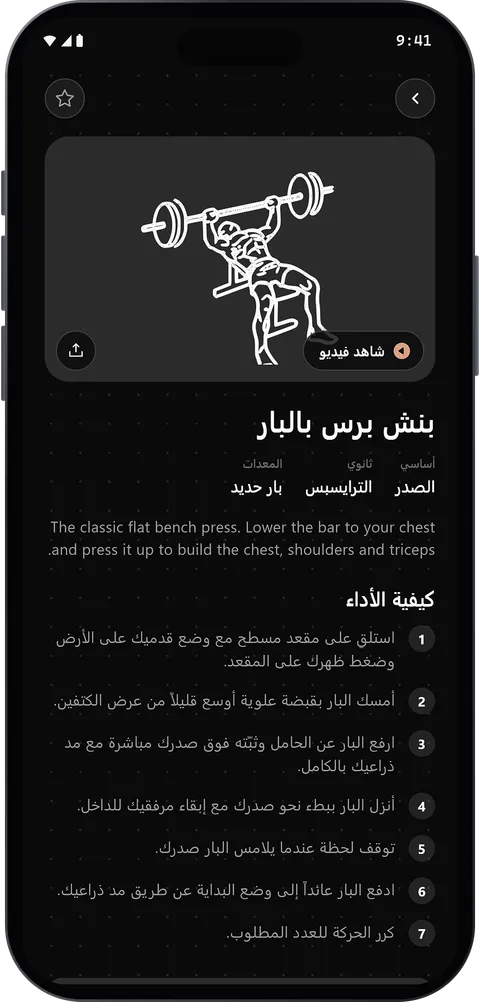 9:41
شاهد فيديو
بنش برس بالبار
أساسي ثانوي المعدات
الصدر الترايسبس بار حديد
The classic flat bench press. Lower the bar to your chest
and press it up to build the chest, shoulders and triceps.
كيفية الأداء
1 استلقِ على مقعد مسطح مع وضع قدميك على الأرض
وضغط ظهرك على المقعد.
2 أمسك البار بقبضة علوية أوسع قليلاً من عرض الكتفين.
3 ارفع البار عن الحامل وثبّته فوق صدرك مباشرة مع مد
ذراعيك بالكامل.
4 أنزل البار ببطء نحو صدرك مع إبقاء مرفقيك للداخل.
5 توقف لحظة عندما يلامس البار صدرك.
6 ادفع البار عائداً إلى وضع البداية عن طريق مد ذراعيك.
7 كرر الحركة للعدد المطلوب.